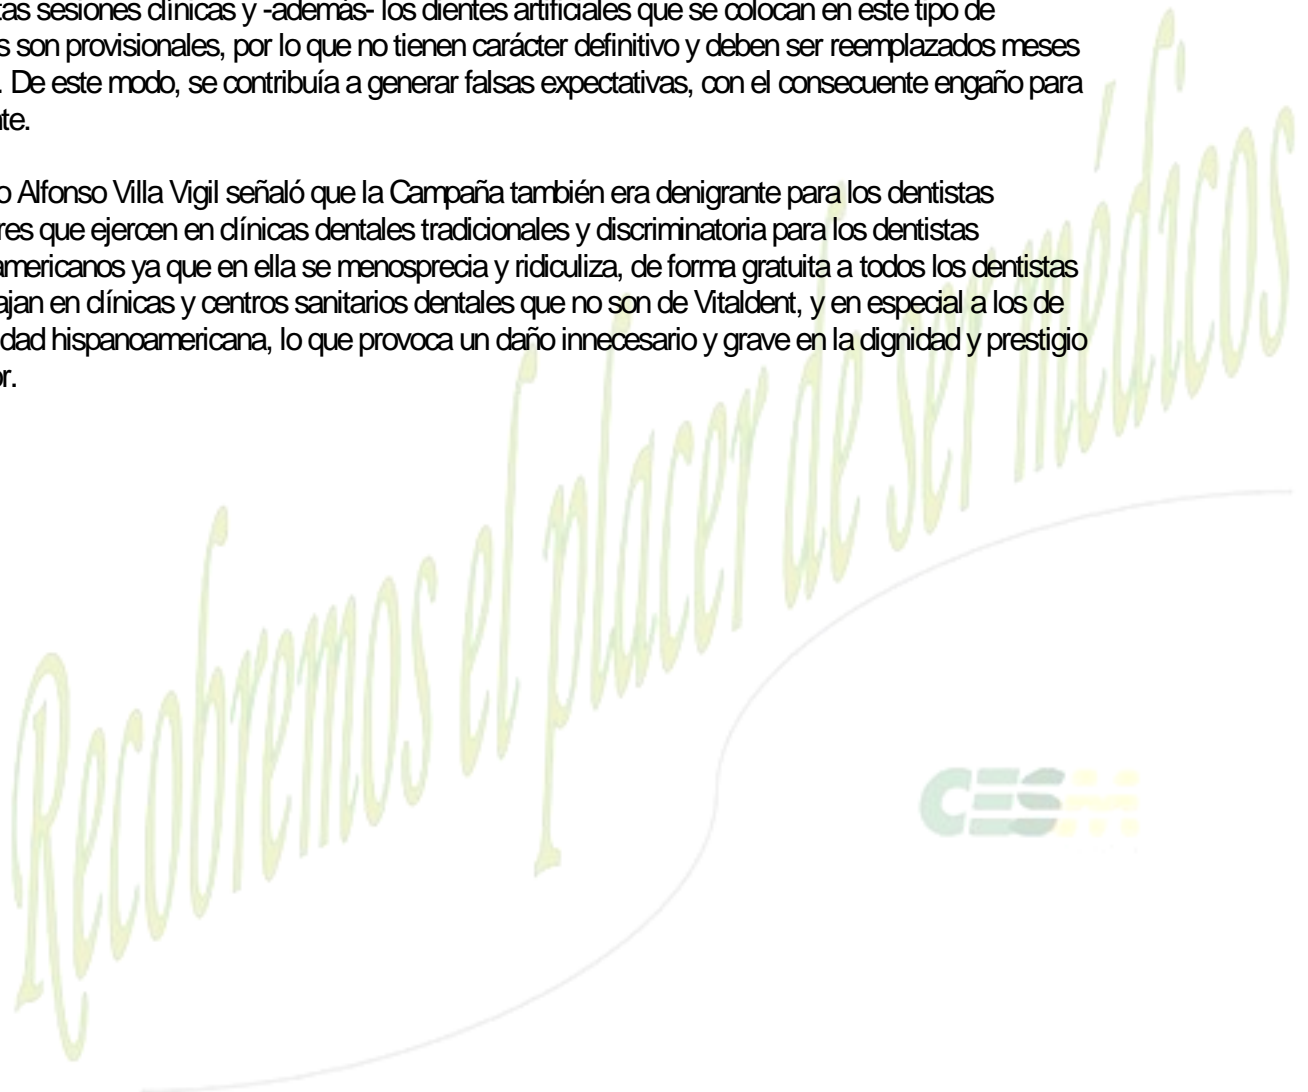 tas sesiones clínicas y -además- los dientes artificiales que se colocan en este tipo de
s son provisionales, por lo que no tienen carácter definitivo y deben ser reemplazados meses
. De este modo, se contribuía a generar falsas expectativas, con el consecuente engaño para
nte.
o Alfonso Villa Vigil señaló que la Campaña también era denigrante para los dentistas
res que ejercen en clínicas dentales tradicionales y discriminatoria para los dentistas
americanos ya que en ella se menosprecia y ridiculiza, de forma gratuita a todos los dentistas
ajan en clínicas y centros sanitarios dentales que no son de Vitaldent, y en especial a los de
dad hispanoamericana, lo que provoca un daño innecesario y grave en la dignidad y prestigio
or.
Recobremos el placer de ser médicos
CESM